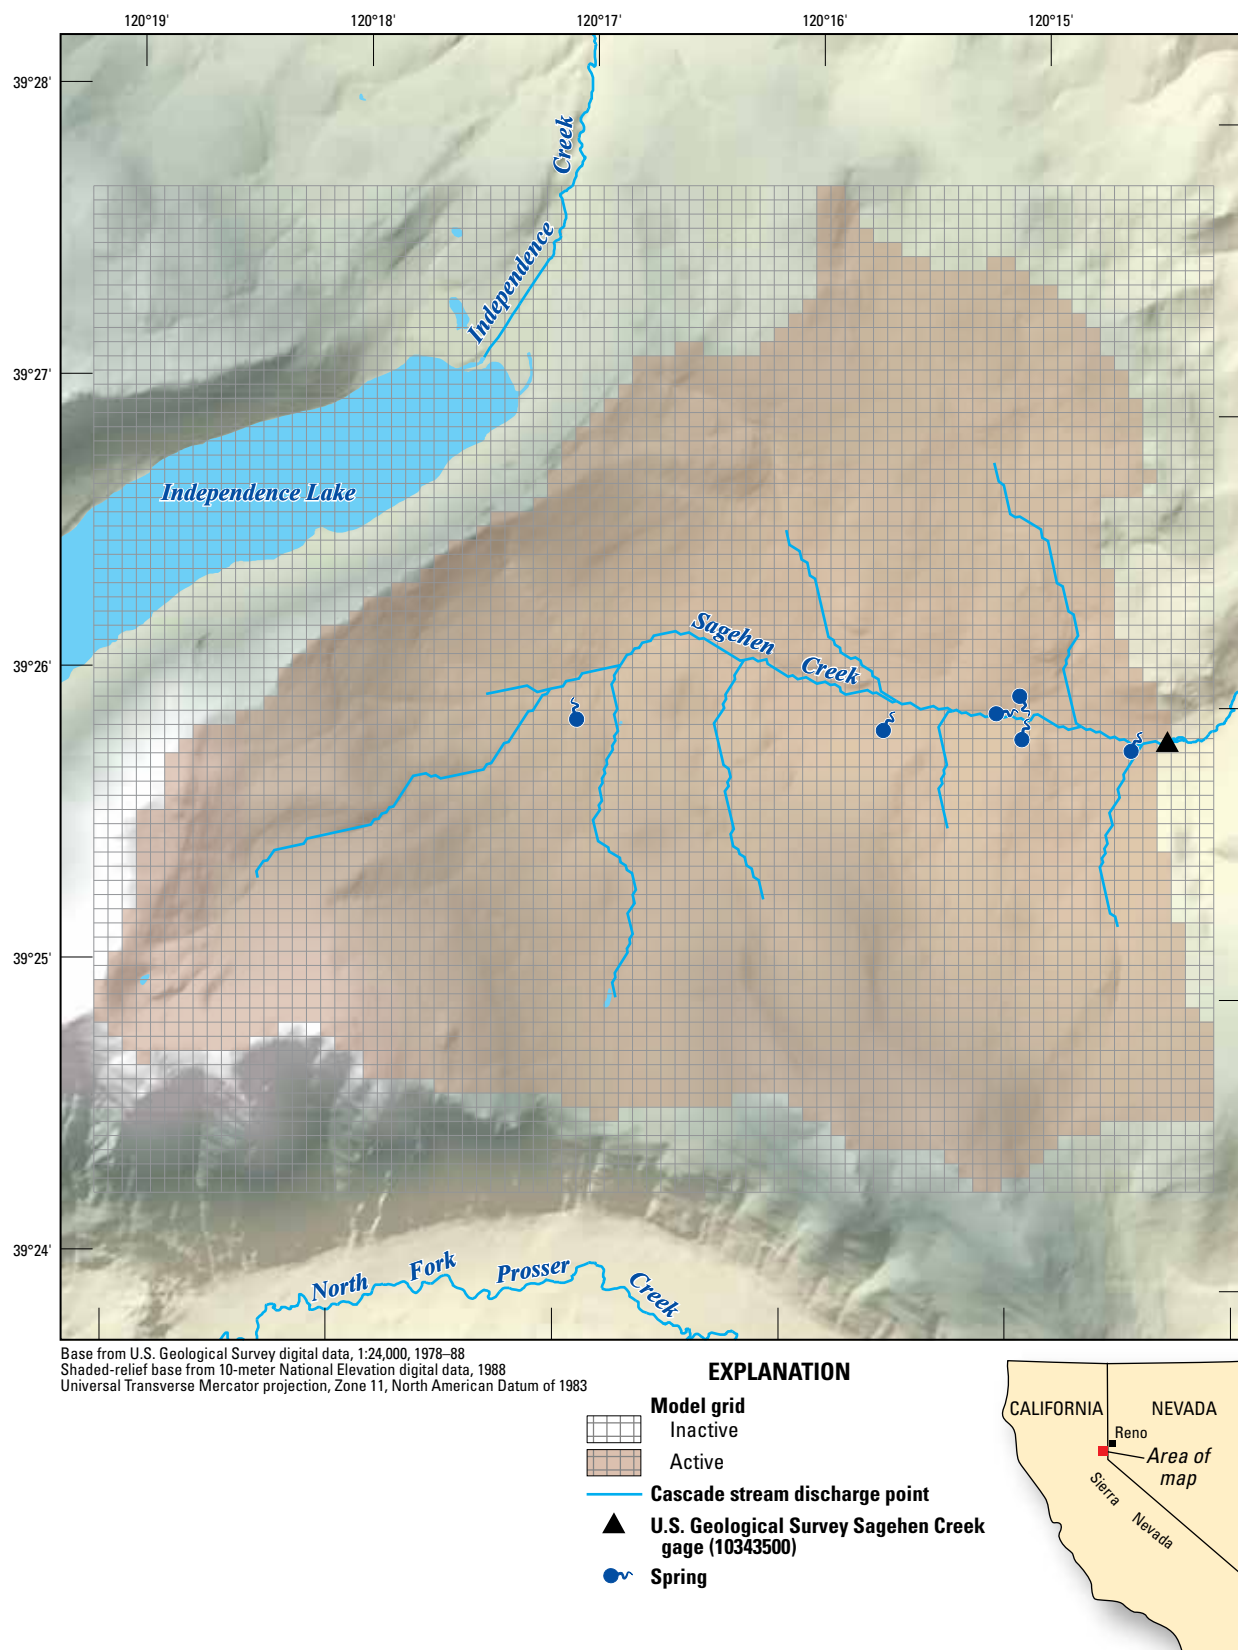 120°19' 120°18' 120°17' 120°16' 120°15'
39°28'
39°27'
39°26'
39°25'
39°24'
Independence Creek
Independence Lake
Sagehen Creek
North Fork Prosser Creek
Base from U.S. Geological Survey digital data, 1:24,000, 1978–88
Shaded-relief base from 10-meter National Elevation digital data, 1988
Universal Transverse Mercator projection, Zone 11, North American Datum of 1983
EXPLANATION
Model grid
Inactive
Active
Cascade stream discharge point
U.S. Geological Survey Sagehen Creek
gage (10343500)
Spring
CALIFORNIA NEVADA
Reno
Area of
map
Sierra Nevada